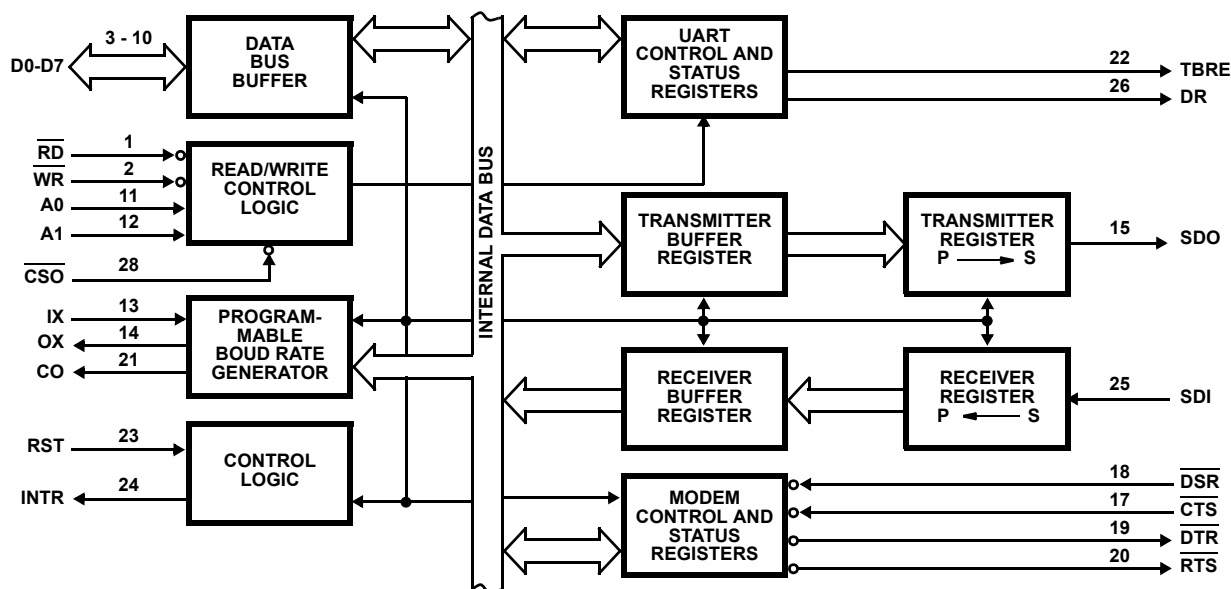 D0-D7
3 - 10
DATA
BUS
BUFFER
RD
1
WR
2
A0
11
A1
12
CSO
28
READ/WRITE
CONTROL
LOGIC
IX
13
OX
14
CO
21
PROGRAM-
MABLE
BOUD RATE
GENERATOR
RST
23
INTR
24
CONTROL
LOGIC
INTERNAL DATA BUS
UART
CONTROL AND
STATUS
REGISTERS
22
TBRE
26
DR
TRANSMITTER
BUFFER
REGISTER
TRANSMITTER
REGISTER
P S
15
SDO
RECEIVER
BUFFER
REGISTER
RECEIVER
REGISTER
P S
25
SDI
MODEM
CONTROL AND
STATUS
REGISTERS
18
DSR
17
CTS
19
DTR
20
RTS